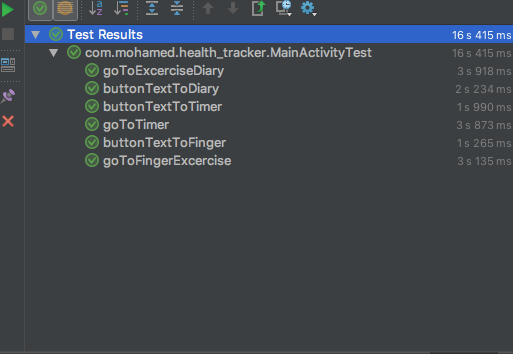 Test Results 16 s 415 ms
com.mohamed.health_tracker.MainActivityTest 16 s 415 ms
goToExcerciseDiary 3 s 918 ms
buttonTextToDiary 2 s 234 ms
buttonTextToTimer 1 s 990 ms
goToTimer 3 s 873 ms
buttonTextToFinger 1 s 265 ms
goToFingerExcercise 3 s 135 ms